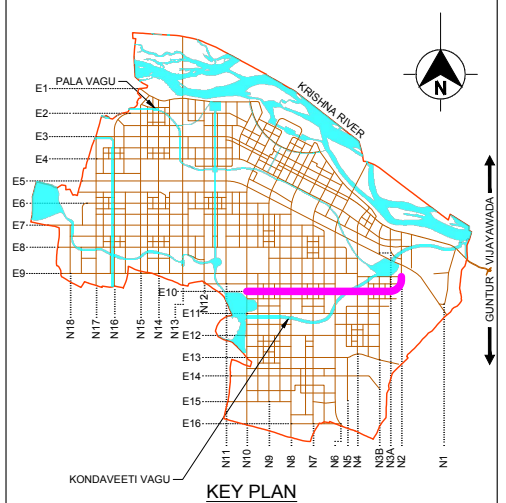 PALA VAGU
KRISHNA RIVER
N
E1
E2
E3
E4
E5
E6
E7
E8
E9
E10
E11
E12
E13
E14
E15
E16
N18
N17
N16
N15
N14
N13
N12
N11
N10
N9
N8
N7
N6
N5
N4
N3B
N3A
N2
N1
GUNTUR
VIJAYAWADA
KONDAVEETI VAGU
KEY PLAN